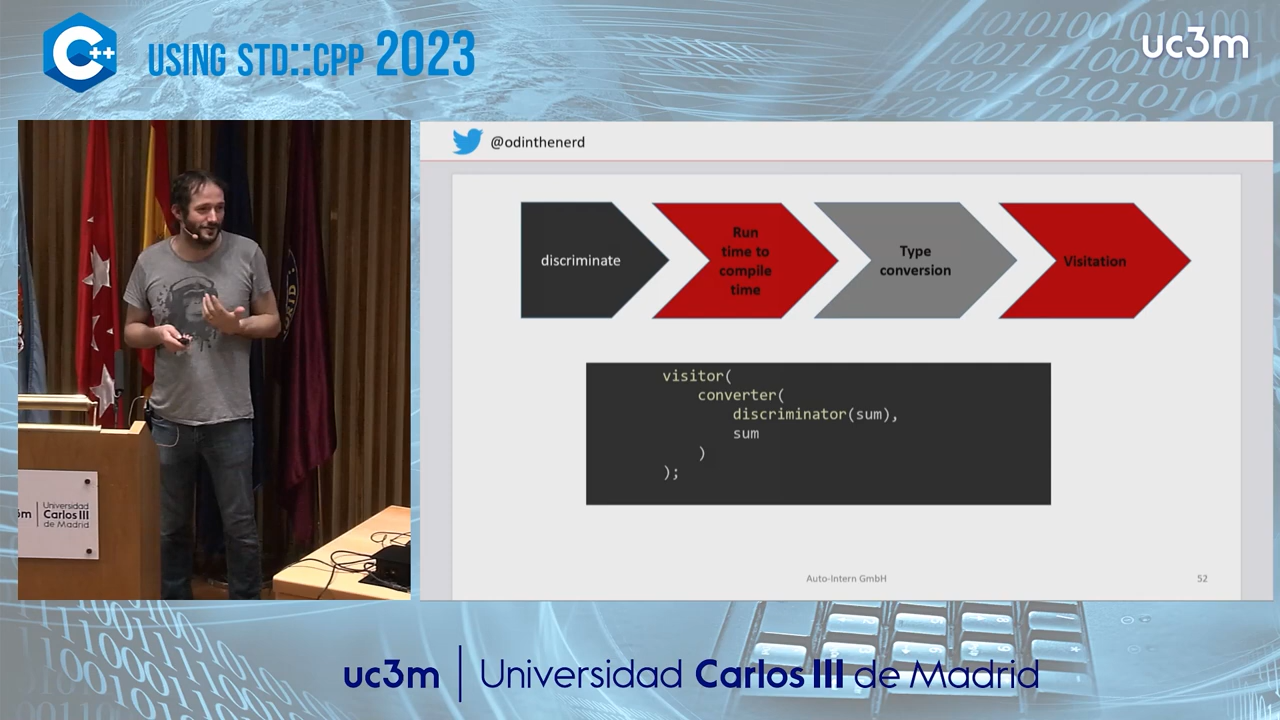 C++
USING STD::CPP 2023
uc3m
@odinthenerd
discriminate
Run
time to
compile
time
Type
conversion
Visitation
visitor(
converter(
discriminator(sum),
sum
)
);
Auto-Intern GmbH
52
Universidad
Carlos III
de Madrid
uc3m | Universidad Carlos III de Madrid